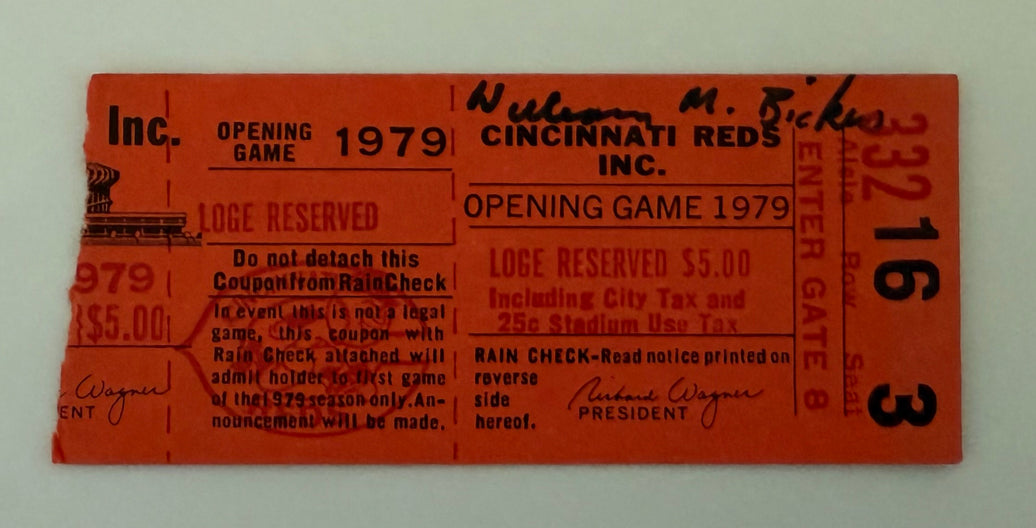 Inc.
979
$5.00
Wagner
ENT
OPENING
GAME
1979
LOGE RESERVED
Do not detach this
Coupon from Rain Check
In event this is not a legal
game, this coupon with
Rain Check attached will
admit holder to first game
of the 1979 season only. An-
nouncement will be made.
William M. Bickus
CINCINNATI REDS
INC.
OPENING GAME 1979
LOGE RESERVED $5.00
Including City Tax and
25c Stadium Use Tax
RAIN CHECK-Read notice printed on
reverse
side
hereof.
Richard Wagner
PRESIDENT
ENTER GATE 8
Aisle Row Seat
332 16 3